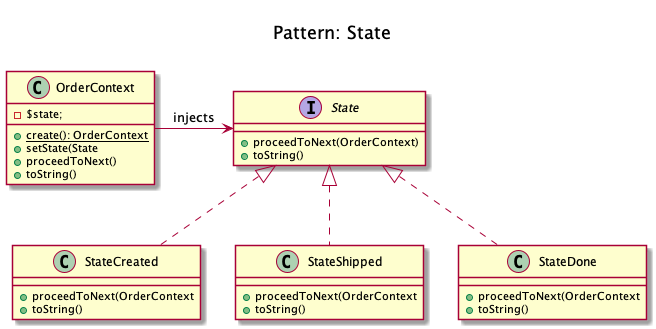 Pattern: State
C OrderContext
$state;
create(): OrderContext
setState(State
proceedToNext()
toString()
injects
I State
proceedToNext(OrderContext)
toString()
C StateCreated
proceedToNext(OrderContext
toString()
C StateShipped
proceedToNext(OrderContext
toString()
C StateDone
proceedToNext(OrderContext
toString()